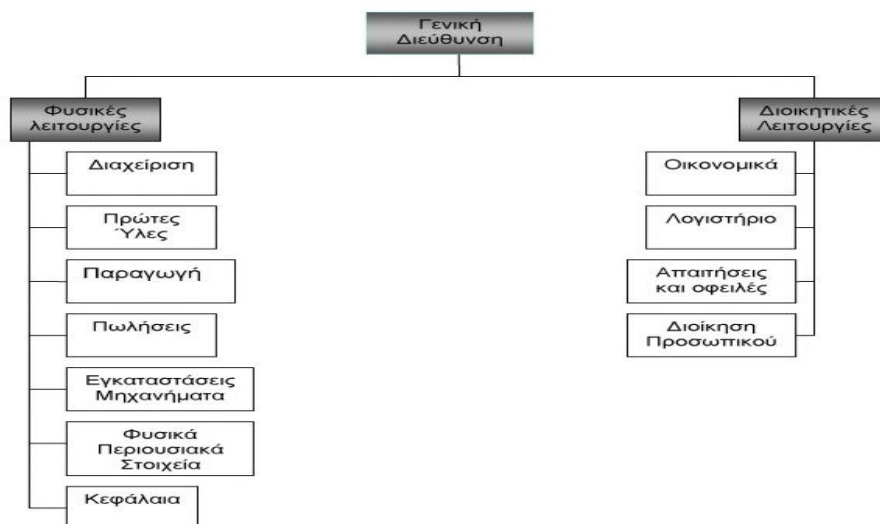 Γενική
Διεύθυνση
Φυσικές
λειτουργίες
Διοικητικές
Λειτουργίες
Διαχείριση
Πρώτες
Ύλες
Παραγωγή
Πωλήσεις
Εγκαταστάσεις
Μηχανήματα
Φυσικά
Περιουσιακά
Στοιχεία
Κεφάλαια
Οικονομικά
Λογιστήριο
Απαιτήσεις
και οφειλές
Διοίκηση
Προσωπικού